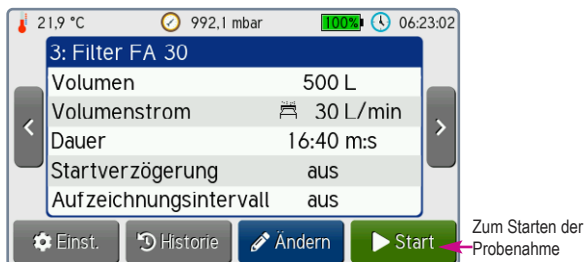 21,9 °C 992,1 mbar 100% 06:23:02
3: Filter FA 30
Volumen 500 L
Volumenstrom 30 L/min
Dauer 16:40 m:s
Startverzögerung aus
Aufzeichnungsintervall aus
Einst. Historie Ändern Start
Zum Starten der
Probenahme